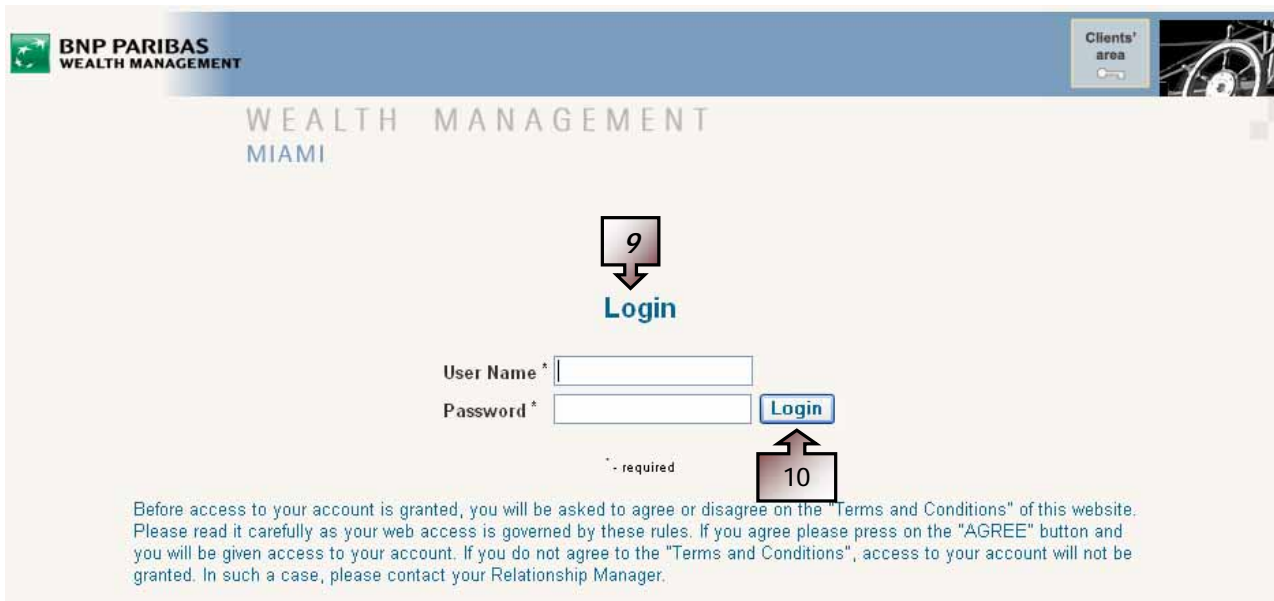 BNP PARIBAS
WEALTH MANAGEMENT
Clients'
area
WEALTH MANAGEMENT
MIAMI
9
Login
User Name *
Password * Login
* - required
10
Before access to your account is granted, you will be asked to agree or disagree on the "Terms and Conditions" of this website.
Please read it carefully as your web access is governed by these rules. If you agree please press on the "AGREE" button and
you will be given access to your account. If you do not agree to the "Terms and Conditions", access to your account will not be
granted. In such a case, please contact your Relationship Manager.